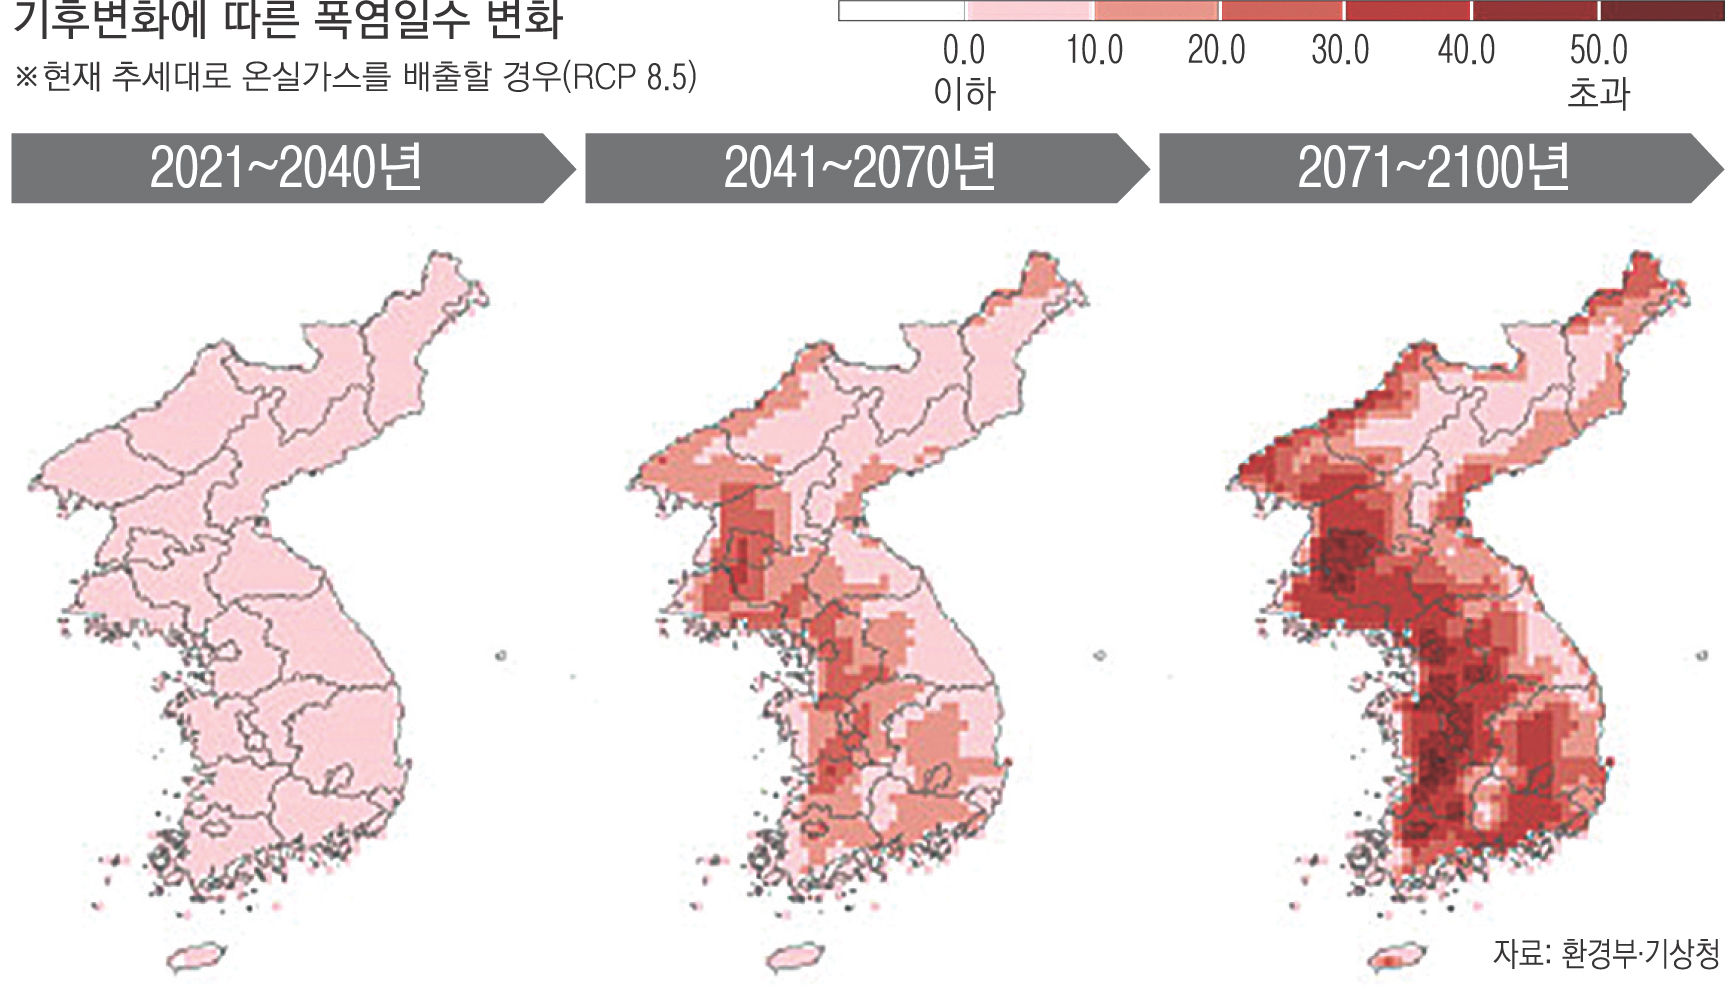 기후변화에 따른 폭염일수 변화
※현재 추세대로 온실가스를 배출할 경우(RCP 8.5)
0.0 10.0 20.0 30.0 40.0 50.0
이하 초과
2021~2040년 2041~2070년 2071~2100년
자료: 환경부·기상청